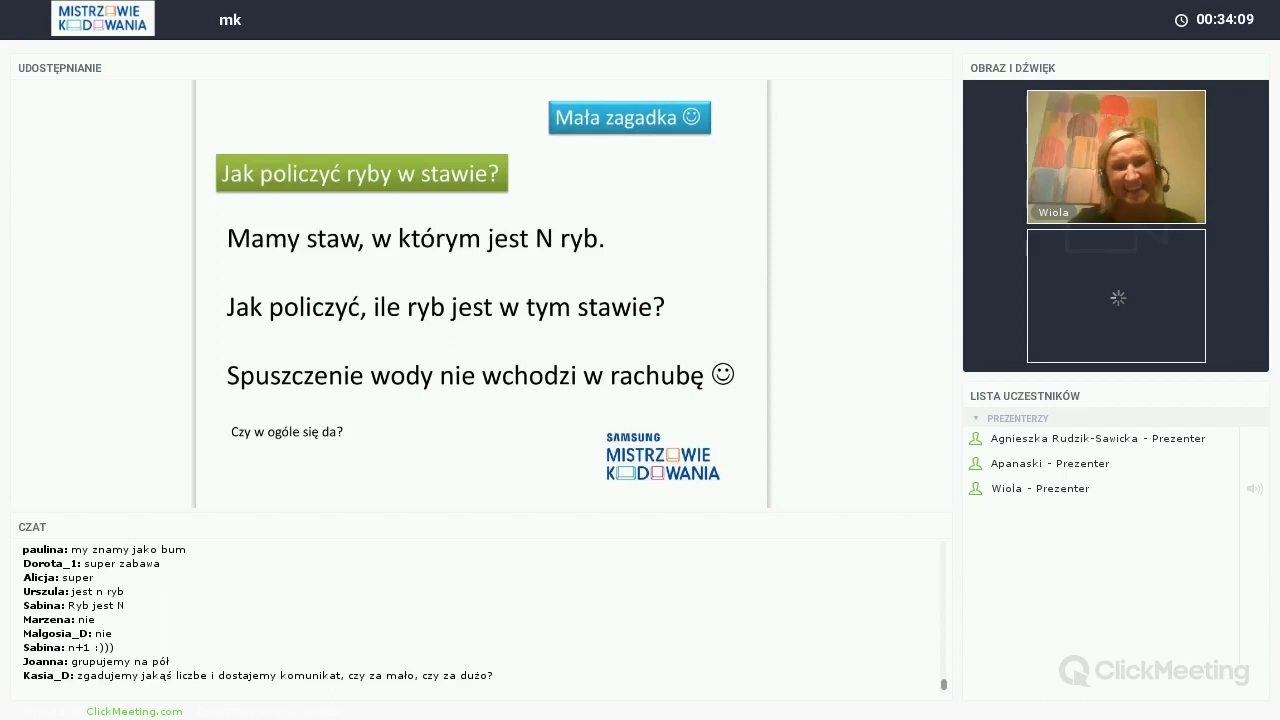 MISTRZOWIE
KODOWANIA
mk
00:34:09
UDOSTĘPNIANIE
Mała zagadka ☺
Jak policzyć ryby w stawie?
Mamy staw, w którym jest N ryb.
Jak policzyć, ile ryb jest w tym stawie?
Spuszczenie wody nie wchodzi w rachubę ☺
Czy w ogóle się da?
SAMSUNG
MISTRZOWIE
KODOWANIA
CZAT
paulina: my znamy jako bum
Dorota_1: super zabawa
Alicja: super
Urszula: jest n ryb
Sabina: Ryb jest N
Marzena: nie
Malgosia_D: nie
Sabina: n+1 :)))
Joanna: grupujemy na pół
Kasia_D: zgadujemy jakąś liczbe i dostajemy komunikat, czy za mało, czy za dużo?
ClickMeeting.com
OBRAZ I DŹWIĘK
Wiola
LISTA UCZESTNIKÓW
PREZENTERZY
Agnieszka Rudzik-Sawicka - Prezenter
Apanaski - Prezenter
Wiola - Prezenter
ClickMeeting